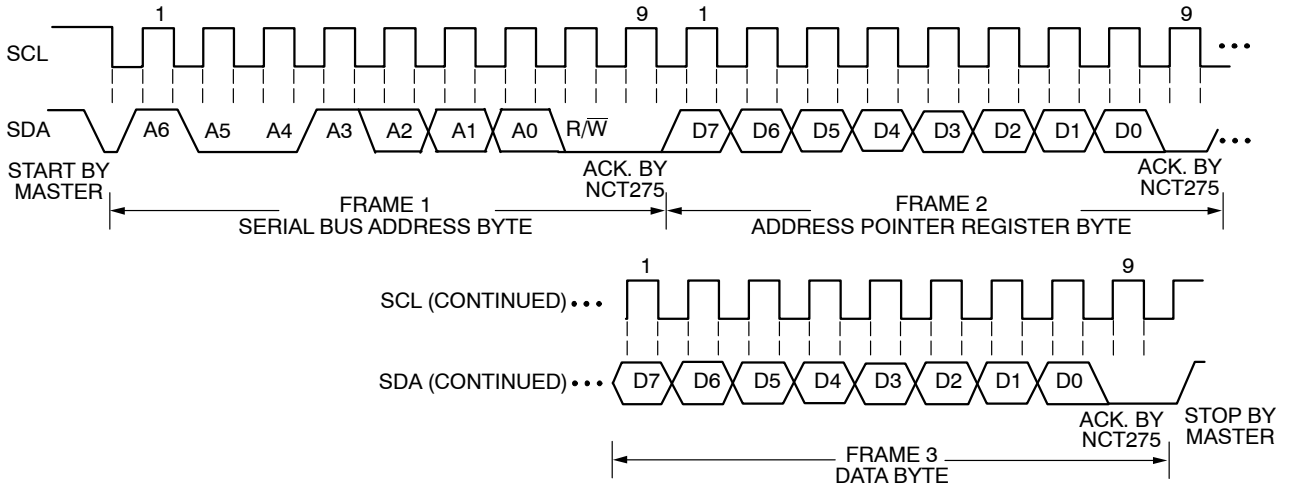 1 9 1 9
SCL •••
SDA A6 A5 A4 A3 A2 A1 A0 R/W̅ D7 D6 D5 D4 D3 D2 D1 D0 •••
START BY
MASTER
ACK. BY
NCT275
ACK. BY
NCT275
FRAME 1
SERIAL BUS ADDRESS BYTE
FRAME 2
ADDRESS POINTER REGISTER BYTE
1 9
SCL (CONTINUED) •••
SDA (CONTINUED) ••• D7 D6 D5 D4 D3 D2 D1 D0
ACK. BY
NCT275
STOP BY
MASTER
FRAME 3
DATA BYTE